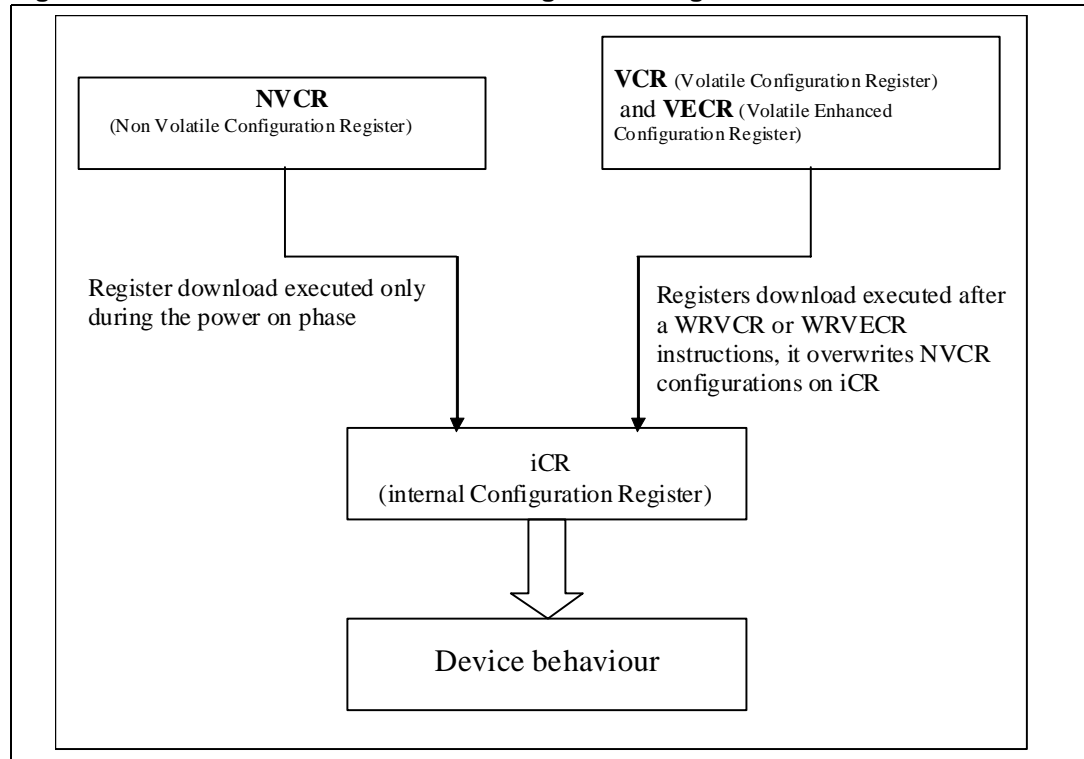 NVCR
(Non Volatile Configuration Register)
VCR (Volatile Configuration Register)
and VECR (Volatile Enhanced
Configuration Register)
Register download executed only
during the power on phase
Registers download executed after
a WRVCR or WRVECR
instructions, it overwrites NVCR
configurations on iCR
iCR
(internal Configuration Register)
Device behaviour